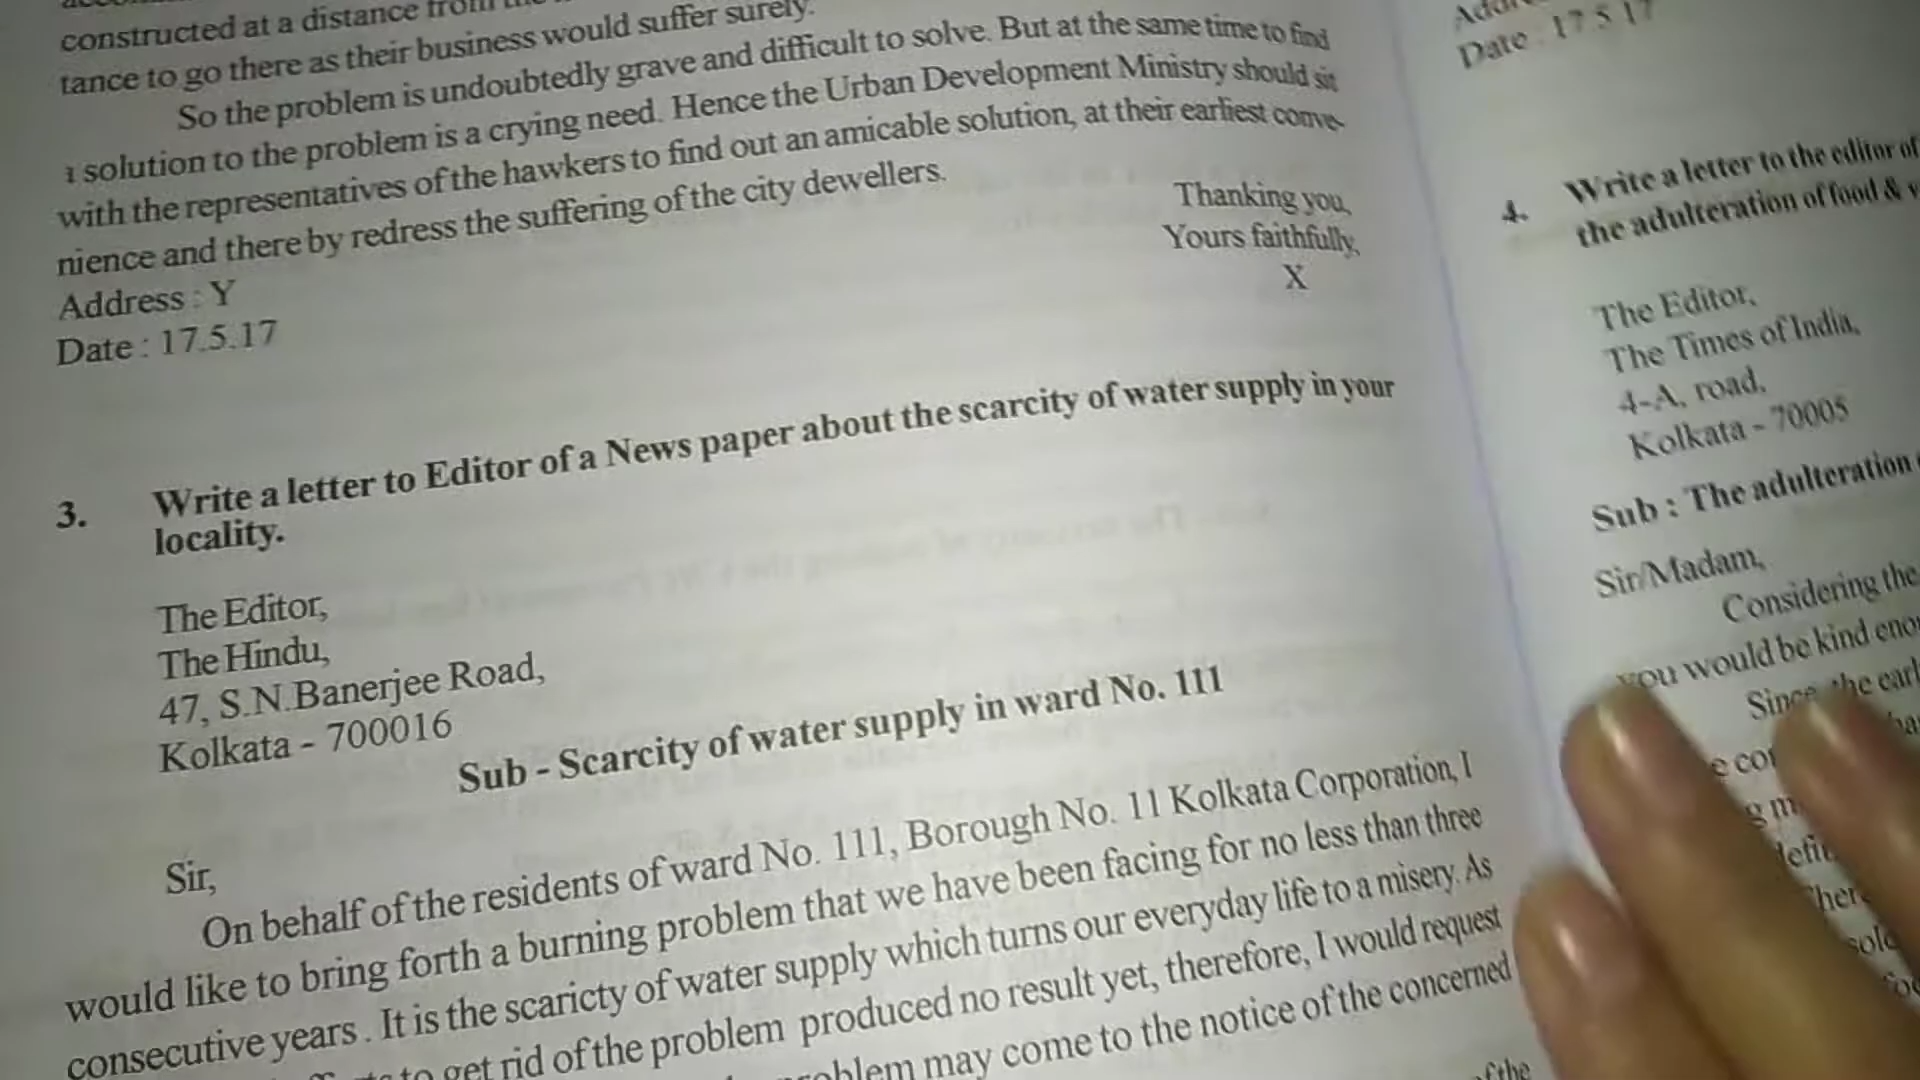 constructed at a distance from the
tance to go there as their business would suffer surely.
So the problem is undoubtedly grave and difficult to solve. But at the same time to find
a solution to the problem is a crying need. Hence the Urban Development Ministry should sit
with the representatives of the hawkers to find out an amicable solution, at their earliest conve-
nience and there by redress the suffering of the city dewellers.
Thanking you,
Yours faithfully,
X
Address : Y
Date : 17.5.17
3. Write a letter to Editor of a News paper about the scarcity of water supply in your
locality.
The Editor,
The Hindu,
47, S.N.Banerjee Road,
Kolkata - 700016
Sub - Scarcity of water supply in ward No. 111
Sir,
On behalf of the residents of ward No. 111, Borough No. 11 Kolkata Corporation, I
would like to bring forth a burning problem that we have been facing for no less than three
consecutive years . It is the scaricty of water supply which turns our everyday life to a misery. As
to get rid of the problem produced no result yet, therefore, I would request
problem may come to the notice of the concerned
of the
Date : 17.5.17
4. Write a letter to the editor of
the adulteration of food &
The Editor,
The Times of India,
4-A, road,
Kolkata - 70005
Sub : The adulteration
Sir/Madam,
Considering the
you would be kind
Since the